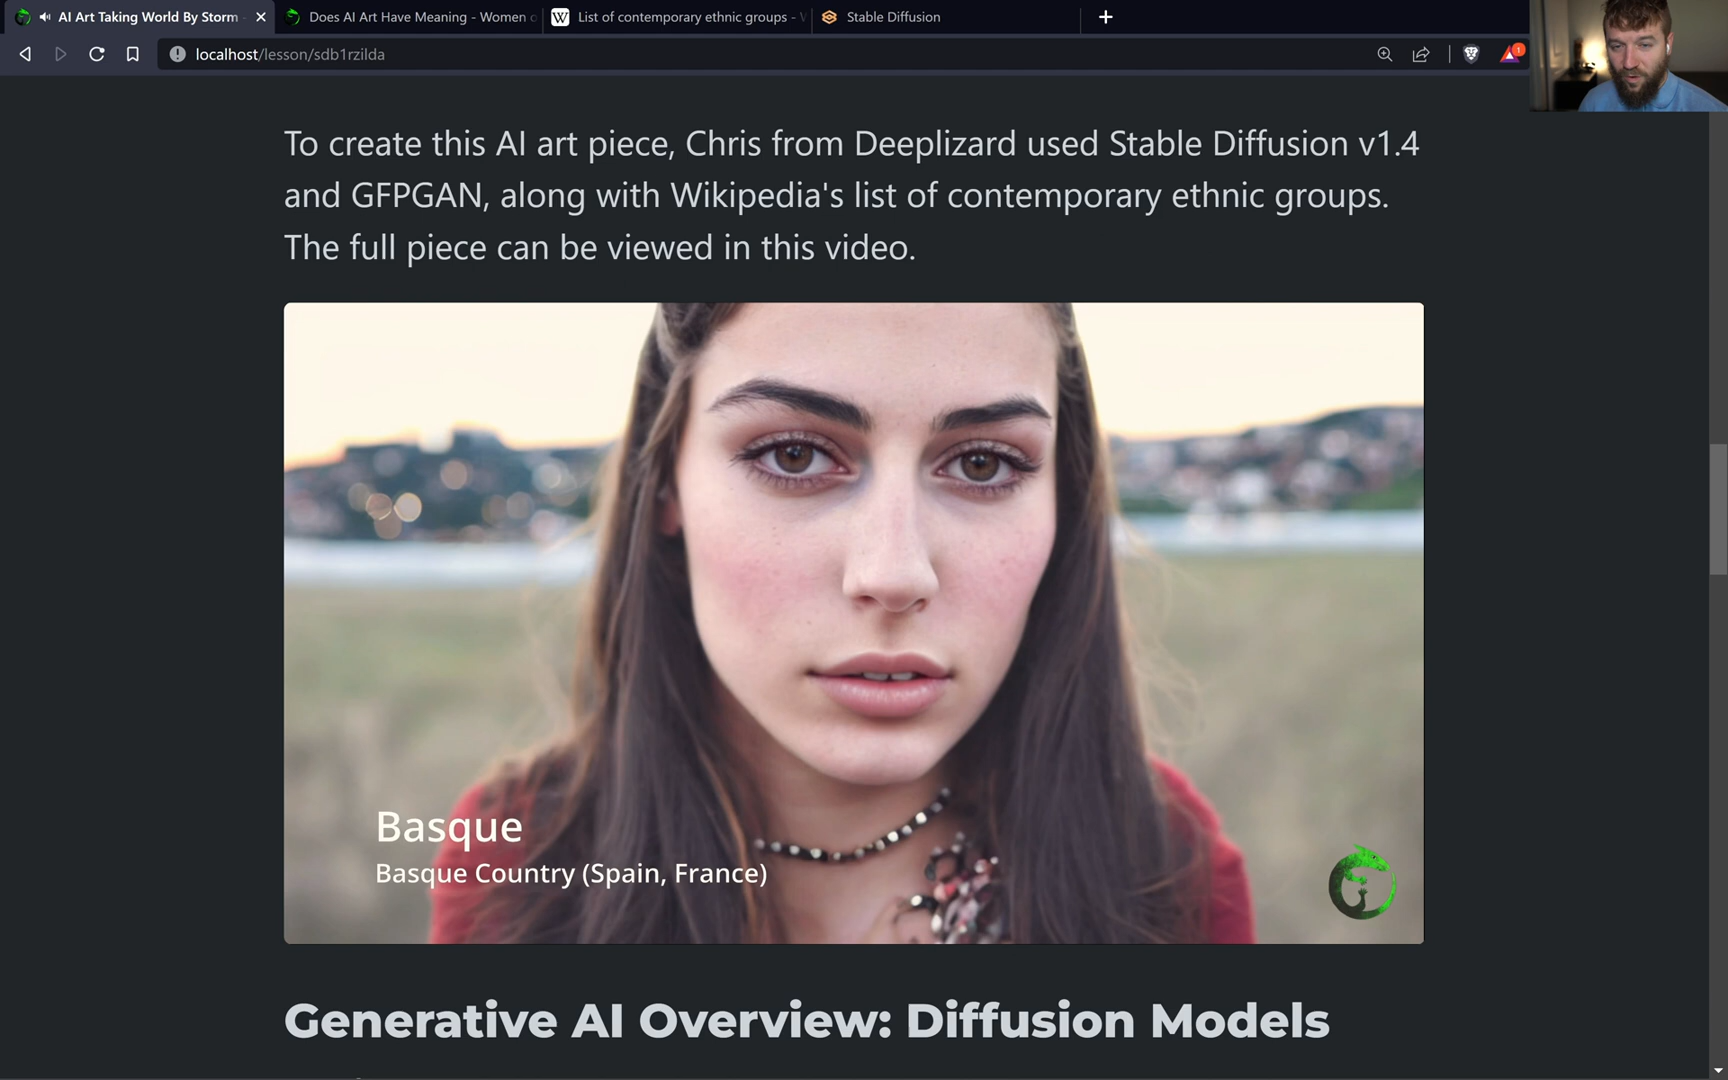 AI Art Taking World By Storm -
Does AI Art Have Meaning - Women o
W List of contemporary ethnic groups - W
Stable Diffusion
localhost/lesson/sdb1rzilda
1
To create this AI art piece, Chris from Deeplizard used Stable Diffusion v1.4
and GFPGAN, along with Wikipedia's list of contemporary ethnic groups.
The full piece can be viewed in this video.
Basque
Basque Country (Spain, France)
Generative AI Overview: Diffusion Models